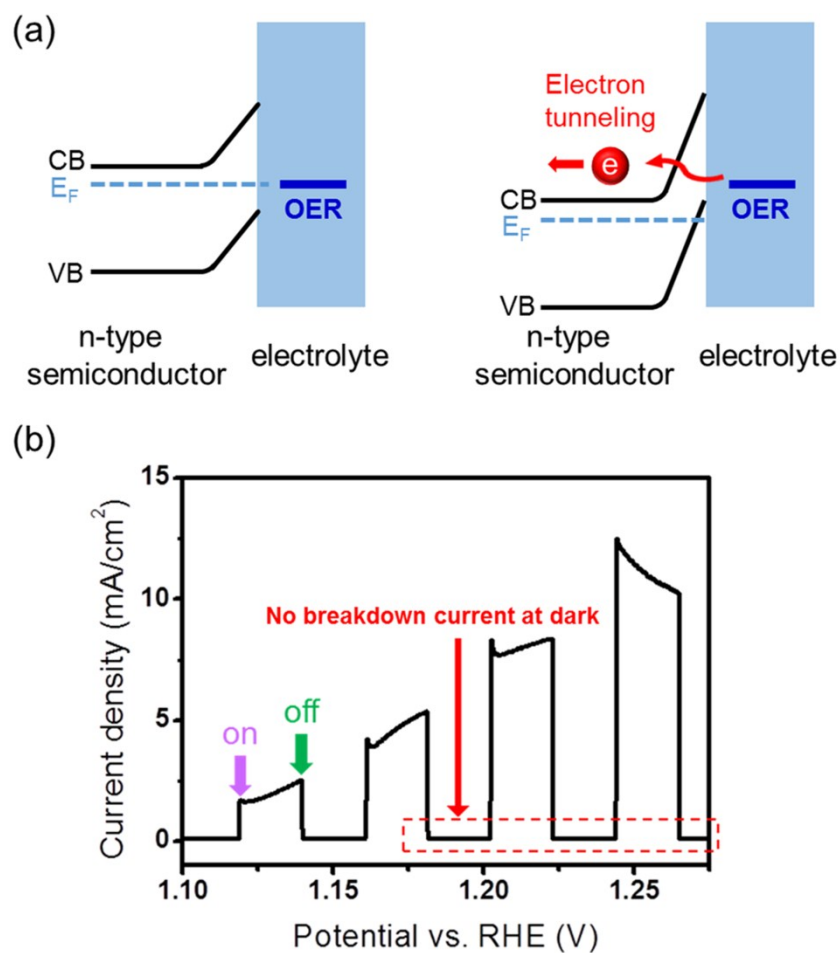 (a)
CB
E_F
VB
OER
n-type
semiconductor
electrolyte
Electron
tunneling
e
CB
E_F
VB
OER
n-type
semiconductor
electrolyte
(b)
Current density (mA/cm²)
15
10
5
0
No breakdown current at dark
on
off
1.10
1.15
1.20
1.25
Potential vs. RHE (V)